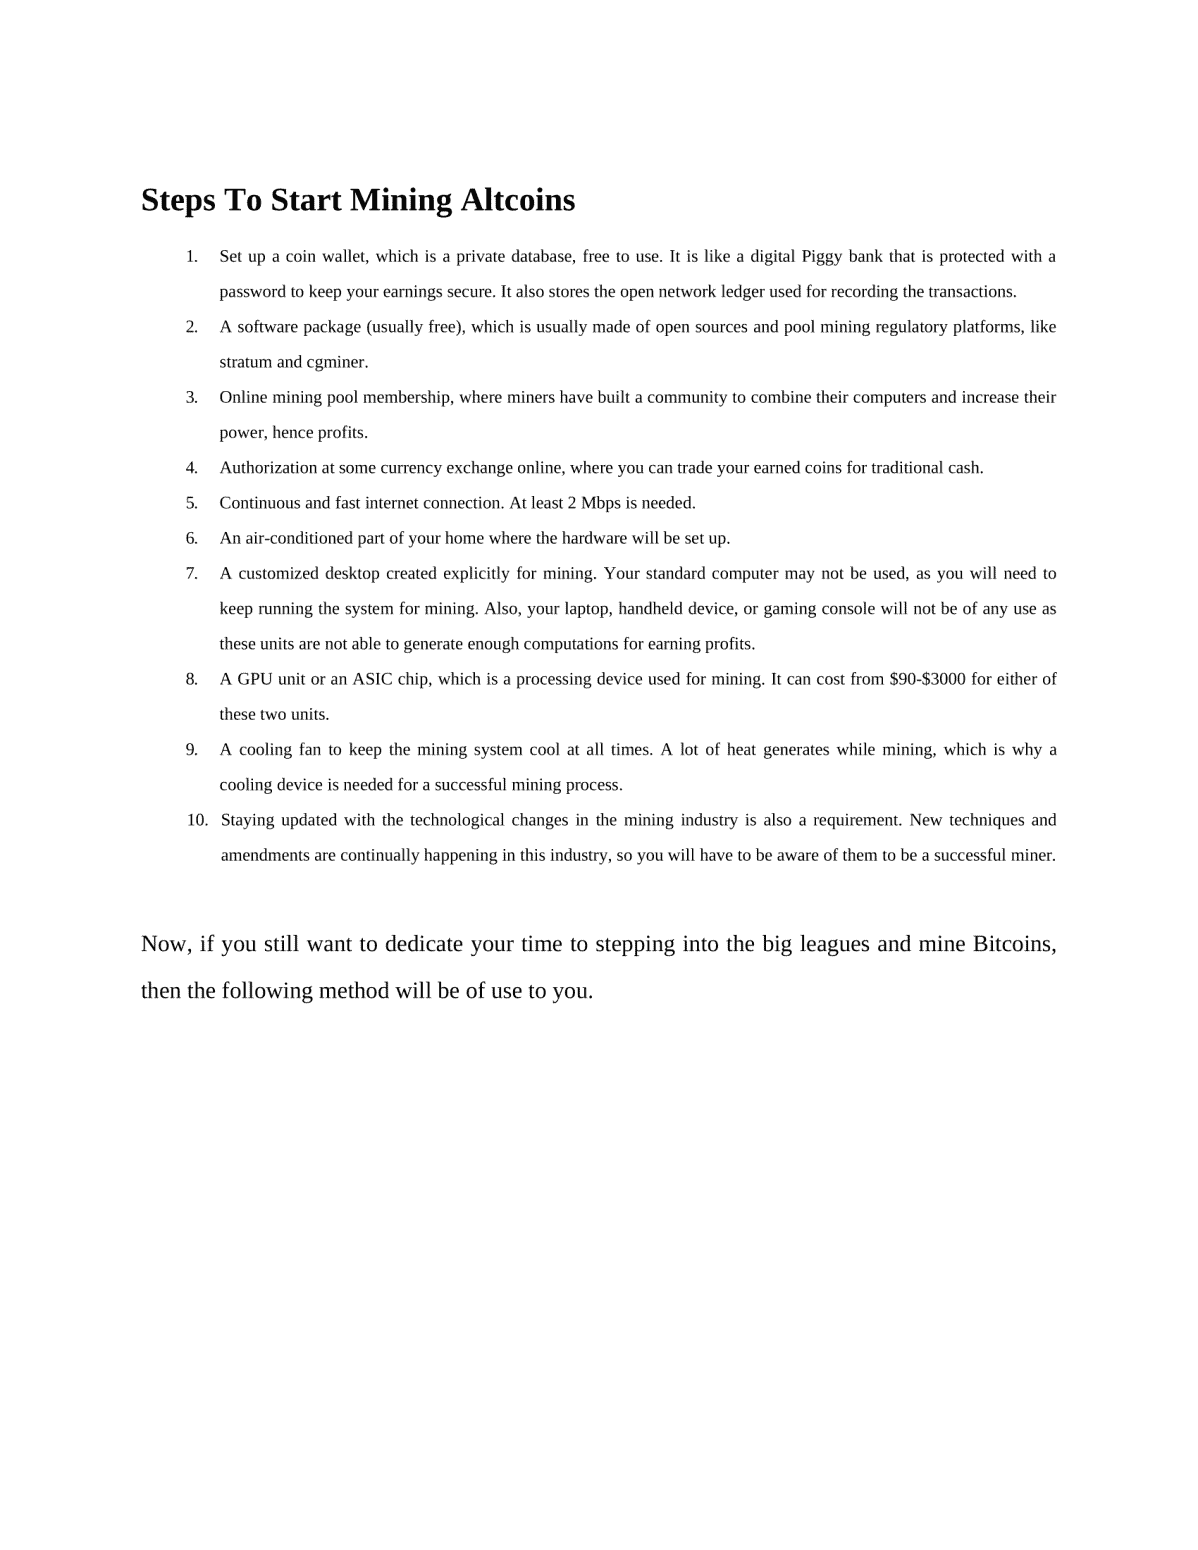 Steps To Start Mining Altcoins
1. Set up a coin wallet, which is a private database, free to use. It is like a digital Piggy bank that is protected with a
password to keep your earnings secure. It also stores the open network ledger used for recording the transactions.
2. A software package (usually free), which is usually made of open sources and pool mining regulatory platforms, like
stratum and cgminer.
3. Online mining pool membership, where miners have built a community to combine their computers and increase their
power, hence profits.
4. Authorization at some currency exchange online, where you can trade your earned coins for traditional cash.
5. Continuous and fast internet connection. At least 2 Mbps is needed.
6. An air-conditioned part of your home where the hardware will be set up.
7. A customized desktop created explicitly for mining. Your standard computer may not be used, as you will need to
keep running the system for mining. Also, your laptop, handheld device, or gaming console will not be of any use as
these units are not able to generate enough computations for earning profits.
8. A GPU unit or an ASIC chip, which is a processing device used for mining. It can cost from $90-$3000 for either of
these two units.
9. A cooling fan to keep the mining system cool at all times. A lot of heat generates while mining, which is why a
cooling device is needed for a successful mining process.
10. Staying updated with the technological changes in the mining industry is also a requirement. New techniques and
amendments are continually happening in this industry, so you will have to be aware of them to be a successful miner.
Now, if you still want to dedicate your time to stepping into the big leagues and mine Bitcoins,
then the following method will be of use to you.